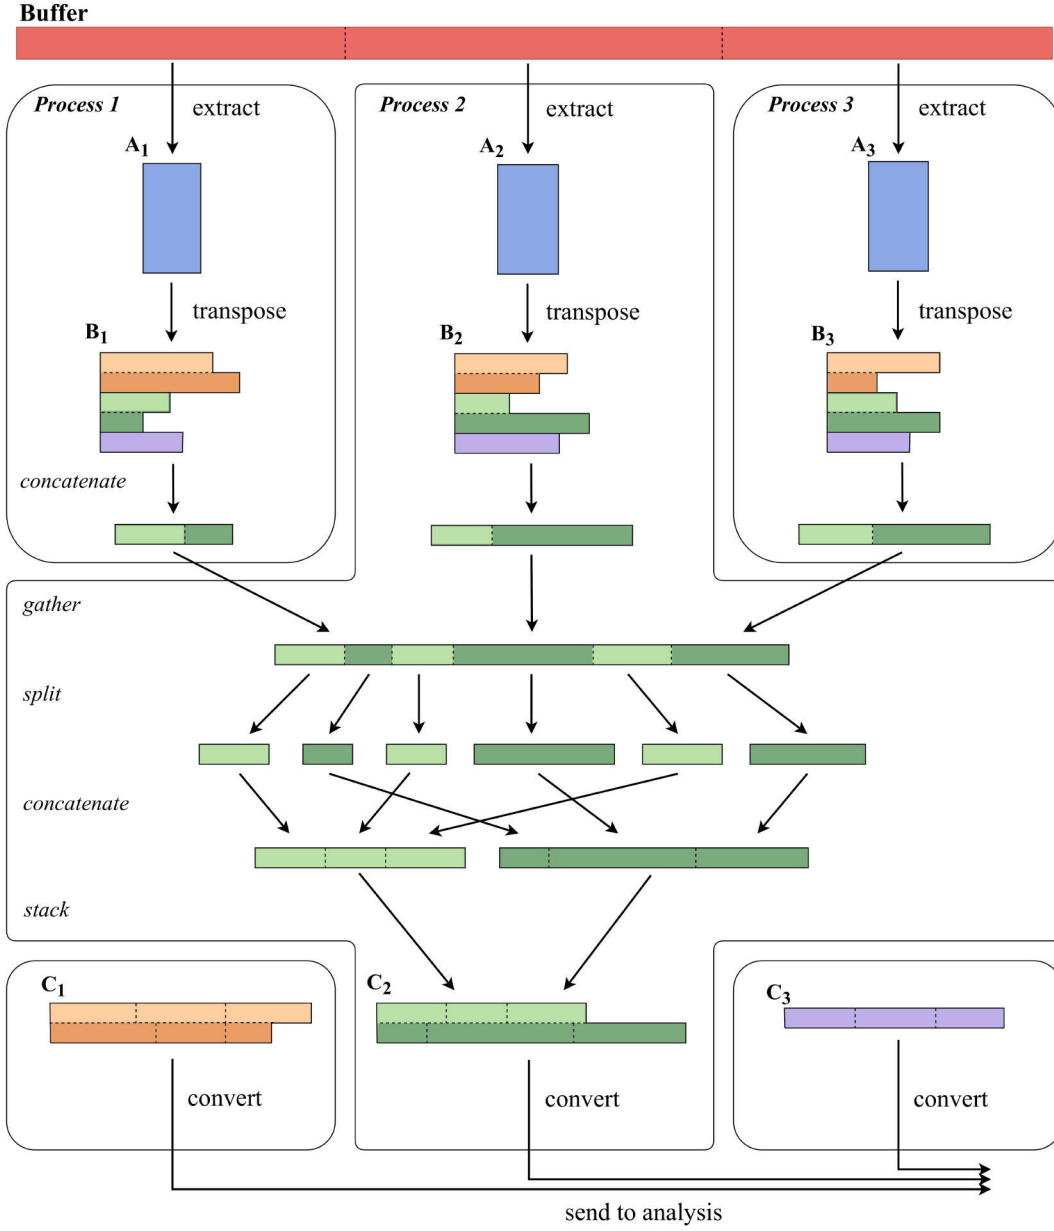 Buffer
Process 1
Process 2
Process 3
extract
extract
extract
A1
A2
A3
transpose
transpose
transpose
B1
B2
B3
concatenate
gather
split
concatenate
stack
C1
C2
C3
convert
convert
convert
send to analysis